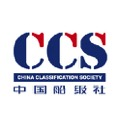 CCS
CHINA CLASSIFICATION SOCIETY
中国船级社